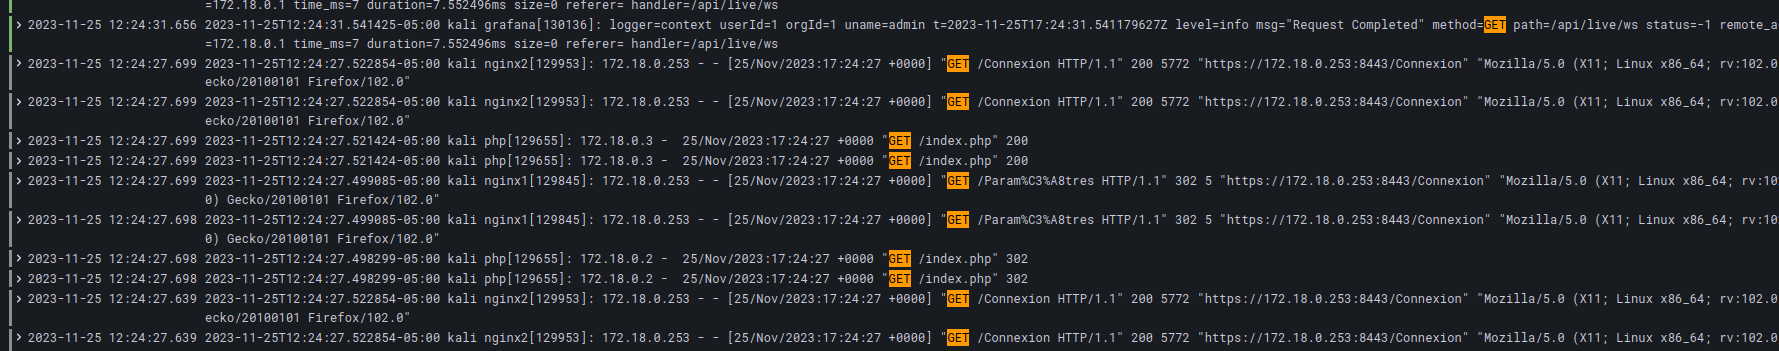 =172.18.0.1 time_ms=7 duration=7.552496ms size=0 referer= handler=/api/live/ws
> 2023-11-25 12:24:31.656 2023-11-25T12:24:31.541425-05:00 kali grafana[130136]: logger=context userId=1 orgId=1 uname=admin t=2023-11-25T17:24:31.541179627Z level=info msg="Request Completed" method=GET path=/api/live/ws status=-1 remote_a
=172.18.0.1 time_ms=7 duration=7.552496ms size=0 referer= handler=/api/live/ws
> 2023-11-25 12:24:27.699 2023-11-25T12:24:27.522854-05:00 kali nginx2[129953]: 172.18.0.253 - - [25/Nov/2023:17:24:27 +0000] "GET /Connexion HTTP/1.1" 200 5772 "https://172.18.0.253:8443/Connexion" "Mozilla/5.0 (X11; Linux x86_64; rv:102.0
ecko/20100101 Firefox/102.0"
> 2023-11-25 12:24:27.699 2023-11-25T12:24:27.522854-05:00 kali nginx2[129953]: 172.18.0.253 - - [25/Nov/2023:17:24:27 +0000] "GET /Connexion HTTP/1.1" 200 5772 "https://172.18.0.253:8443/Connexion" "Mozilla/5.0 (X11; Linux x86_64; rv:102.0
ecko/20100101 Firefox/102.0"
> 2023-11-25 12:24:27.699 2023-11-25T12:24:27.521424-05:00 kali php[129655]: 172.18.0.3 -  25/Nov/2023:17:24:27 +0000 "GET /index.php" 200
> 2023-11-25 12:24:27.699 2023-11-25T12:24:27.521424-05:00 kali php[129655]: 172.18.0.3 -  25/Nov/2023:17:24:27 +0000 "GET /index.php" 200
> 2023-11-25 12:24:27.699 2023-11-25T12:24:27.499085-05:00 kali nginx1[129845]: 172.18.0.253 - - [25/Nov/2023:17:24:27 +0000] "GET /Param%C3%A8tres HTTP/1.1" 302 5 "https://172.18.0.253:8443/Connexion" "Mozilla/5.0 (X11; Linux x86_64; rv:10
0) Gecko/20100101 Firefox/102.0"
> 2023-11-25 12:24:27.698 2023-11-25T12:24:27.499085-05:00 kali nginx1[129845]: 172.18.0.253 - - [25/Nov/2023:17:24:27 +0000] "GET /Param%C3%A8tres HTTP/1.1" 302 5 "https://172.18.0.253:8443/Connexion" "Mozilla/5.0 (X11; Linux x86_64; rv:10
0) Gecko/20100101 Firefox/102.0"
> 2023-11-25 12:24:27.698 2023-11-25T12:24:27.498299-05:00 kali php[129655]: 172.18.0.2 -  25/Nov/2023:17:24:27 +0000 "GET /index.php" 302
> 2023-11-25 12:24:27.698 2023-11-25T12:24:27.498299-05:00 kali php[129655]: 172.18.0.2 -  25/Nov/2023:17:24:27 +0000 "GET /index.php" 302
> 2023-11-25 12:24:27.639 2023-11-25T12:24:27.522854-05:00 kali nginx2[129953]: 172.18.0.253 - - [25/Nov/2023:17:24:27 +0000] "GET /Connexion HTTP/1.1" 200 5772 "https://172.18.0.253:8443/Connexion" "Mozilla/5.0 (X11; Linux x86_64; rv:102.0
ecko/20100101 Firefox/102.0"
> 2023-11-25 12:24:27.639 2023-11-25T12:24:27.522854-05:00 kali nginx2[129953]: 172.18.0.253 - - [25/Nov/2023:17:24:27 +0000] "GET /Connexion HTTP/1.1" 200 5772 "https://172.18.0.253:8443/Connexion" "Mozilla/5.0 (X11; Linux x86_64; rv:102.0